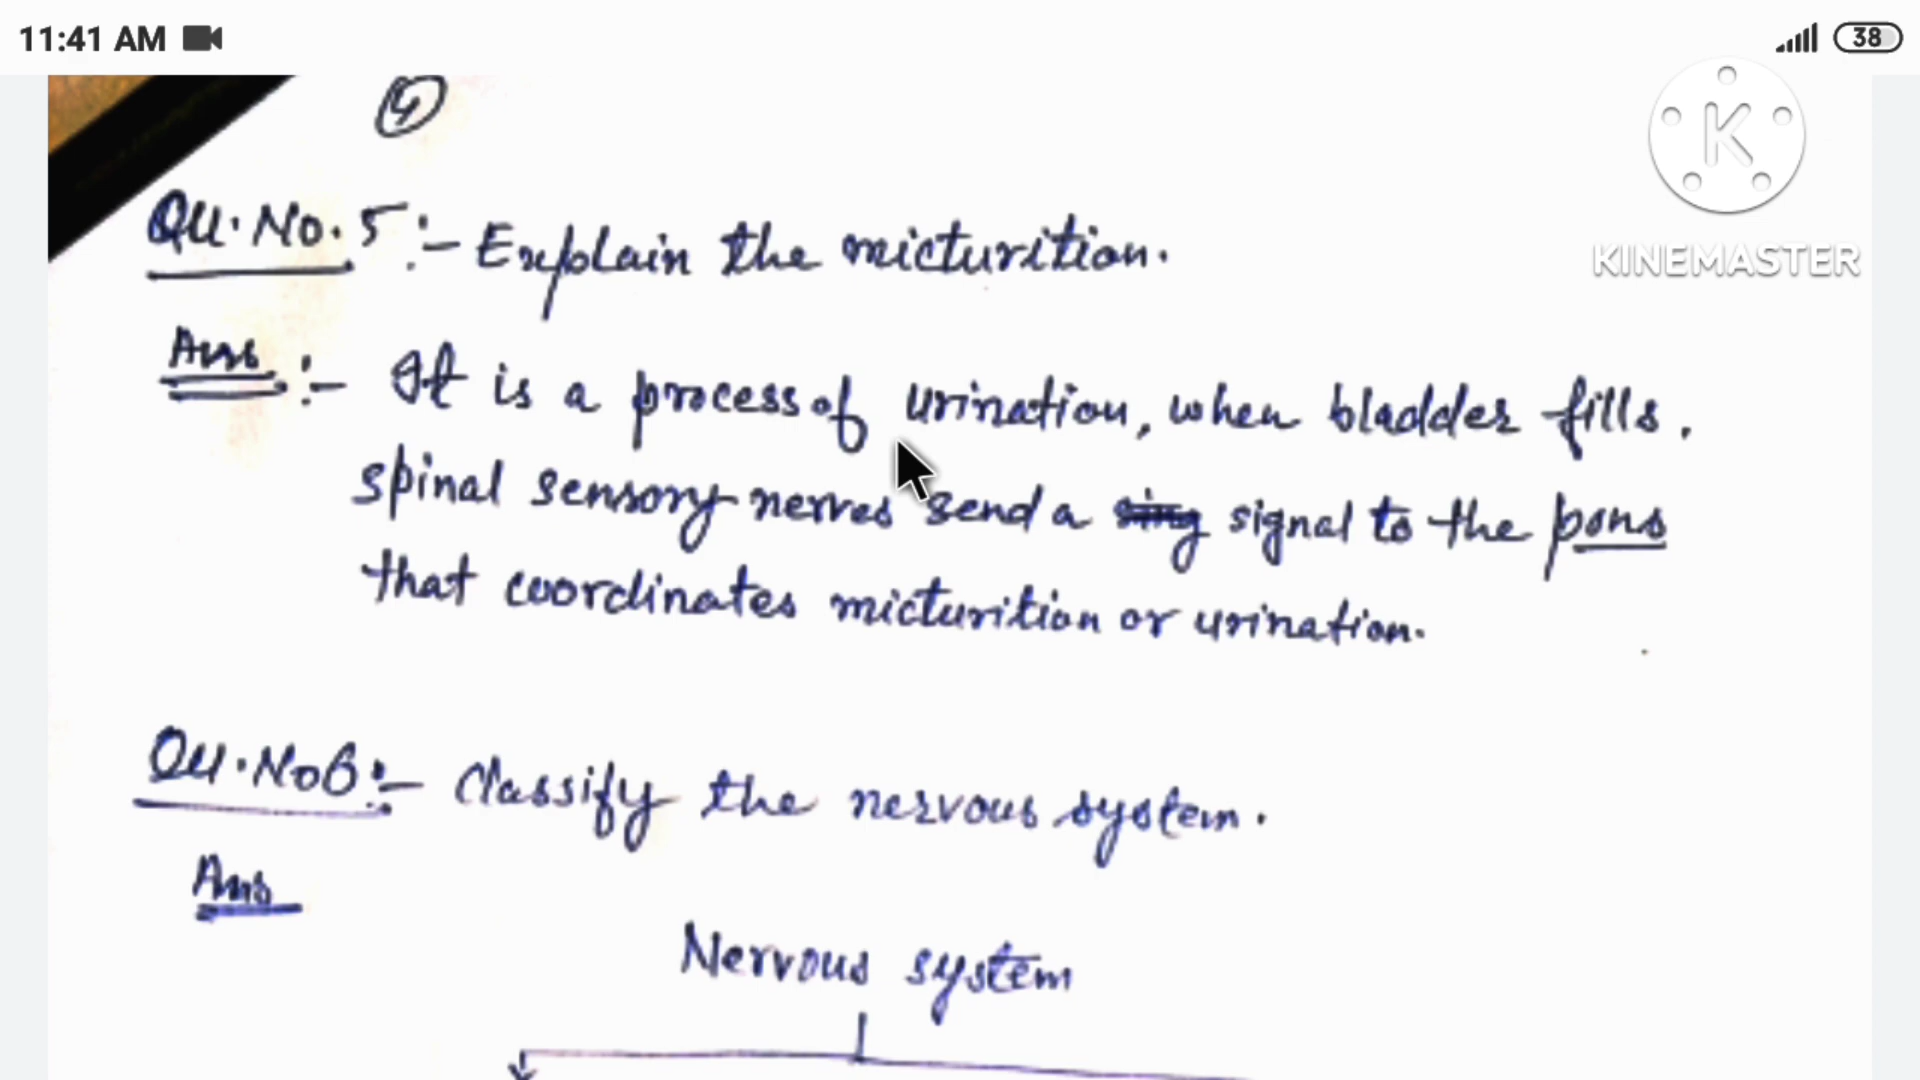 11:41 AM
38
K
KINEMASTER
Qu. No. 5 :- Explain the micturition.
Ans :- It is a process of urination, when bladder fills.
spinal sensory nerves send a signal to the pons
that coordinates micturition or urination.
Qu. No 6 :- Classify the nervous system.
Ans
Nervous system